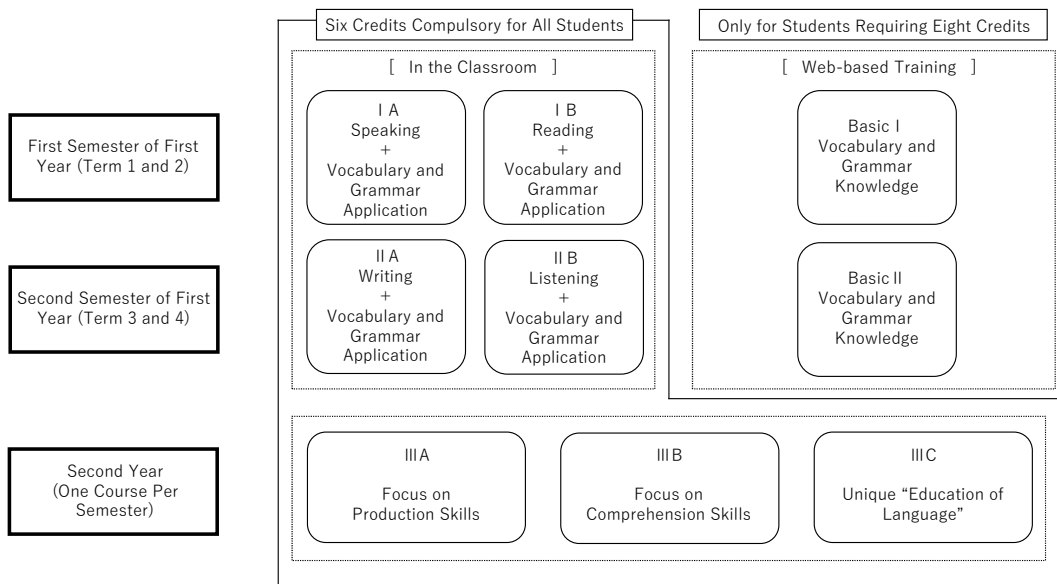 Six Credits Compulsory for All Students
Only for Students Requiring Eight Credits
[ In the Classroom ]
[ Web-based Training ]
First Semester of First
Year (Term 1 and 2)
I A
Speaking
+
Vocabulary and
Grammar
Application
I B
Reading
+
Vocabulary and
Grammar
Application
Basic I
Vocabulary and
Grammar
Knowledge
Second Semester of First
Year (Term 3 and 4)
II A
Writing
+
Vocabulary and
Grammar
Application
II B
Listening
+
Vocabulary and
Grammar
Application
Basic II
Vocabulary and
Grammar
Knowledge
Second Year
(One Course Per
Semester)
III A
Focus on
Production Skills
III B
Focus on
Comprehension Skills
III C
Unique “Education of
Language”